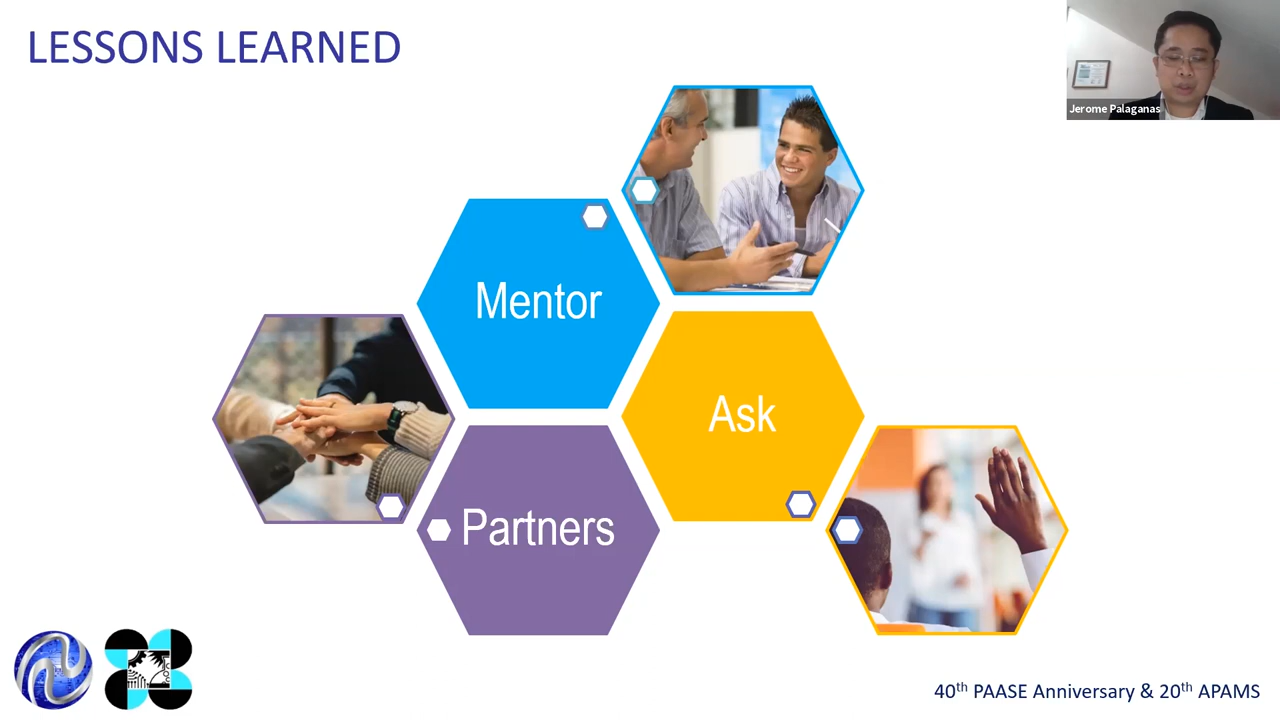 LESSONS LEARNED
Jerome Palaganas
Mentor
Ask
Partners
40th PAASE Anniversary & 20th APAMS